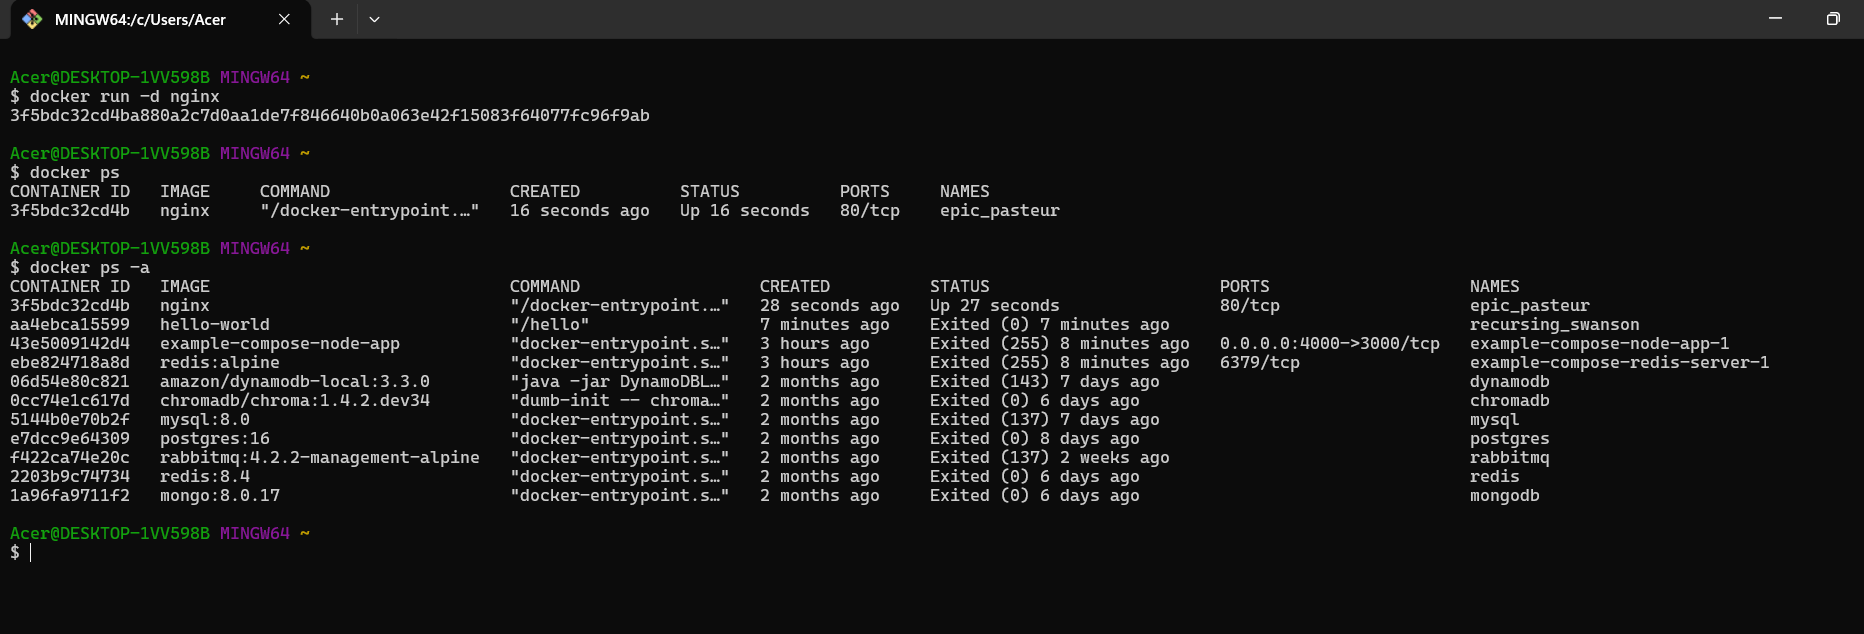 MINGW64:/c/Users/Acer
Acer@DESKTOP-1VV598B MINGW64 ~
$ docker run -d nginx
3f5bdc32cd4ba880a2c7d0aa1de7f846640b0a063e42f15083f64077fc96f9ab
Acer@DESKTOP-1VV598B MINGW64 ~
$ docker ps
CONTAINER ID   IMAGE     COMMAND                  CREATED          STATUS          PORTS     NAMES
3f5bdc32cd4b   nginx     "/docker-entrypoint.…"   16 seconds ago   Up 16 seconds   80/tcp    epic_pasteur
Acer@DESKTOP-1VV598B MINGW64 ~
$ docker ps -a
CONTAINER ID   IMAGE                              COMMAND                  CREATED          STATUS                       PORTS                    NAMES
3f5bdc32cd4b   nginx                              "/docker-entrypoint.…"   28 seconds ago   Up 27 seconds                80/tcp                   epic_pasteur
aa4ebca15599   hello-world                        "/hello"                 7 minutes ago    Exited (0) 7 minutes ago                              recursing_swanson
43e5009142d4   example-compose-node-app           "docker-entrypoint.s…"   3 hours ago      Exited (255) 8 minutes ago   0.0.0.0:4000->3000/tcp   example-compose-node-app-1
ebe824718a8d   redis:alpine                       "docker-entrypoint.s…"   3 hours ago      Exited (255) 8 minutes ago   6379/tcp                 example-compose-redis-server-1
06d54e80c821   amazon/dynamodb-local:3.3.0        "java -jar DynamoDBL…"   2 months ago     Exited (143) 7 days ago                               dynamodb
0cc74e1c617d   chromadb/chroma:1.4.2.dev34        "dumb-init -- chroma…"   2 months ago     Exited (0) 6 days ago                                 chromadb
5144b0e70b2f   mysql:8.0                          "docker-entrypoint.s…"   2 months ago     Exited (137) 7 days ago                               mysql
e7dcc9e64309   postgres:16                        "docker-entrypoint.s…"   2 months ago     Exited (0) 8 days ago                                 postgres
f422ca74e20c   rabbitmq:4.2.2-management-alpine   "docker-entrypoint.s…"   2 months ago     Exited (137) 2 weeks ago                              rabbitmq
2203b9c74734   redis:8.4                          "docker-entrypoint.s…"   2 months ago     Exited (0) 6 days ago                                 redis
1a96fa9711f2   mongo:8.0.17                       "docker-entrypoint.s…"   2 months ago     Exited (0) 6 days ago                                 mongodb
Acer@DESKTOP-1VV598B MINGW64 ~
$